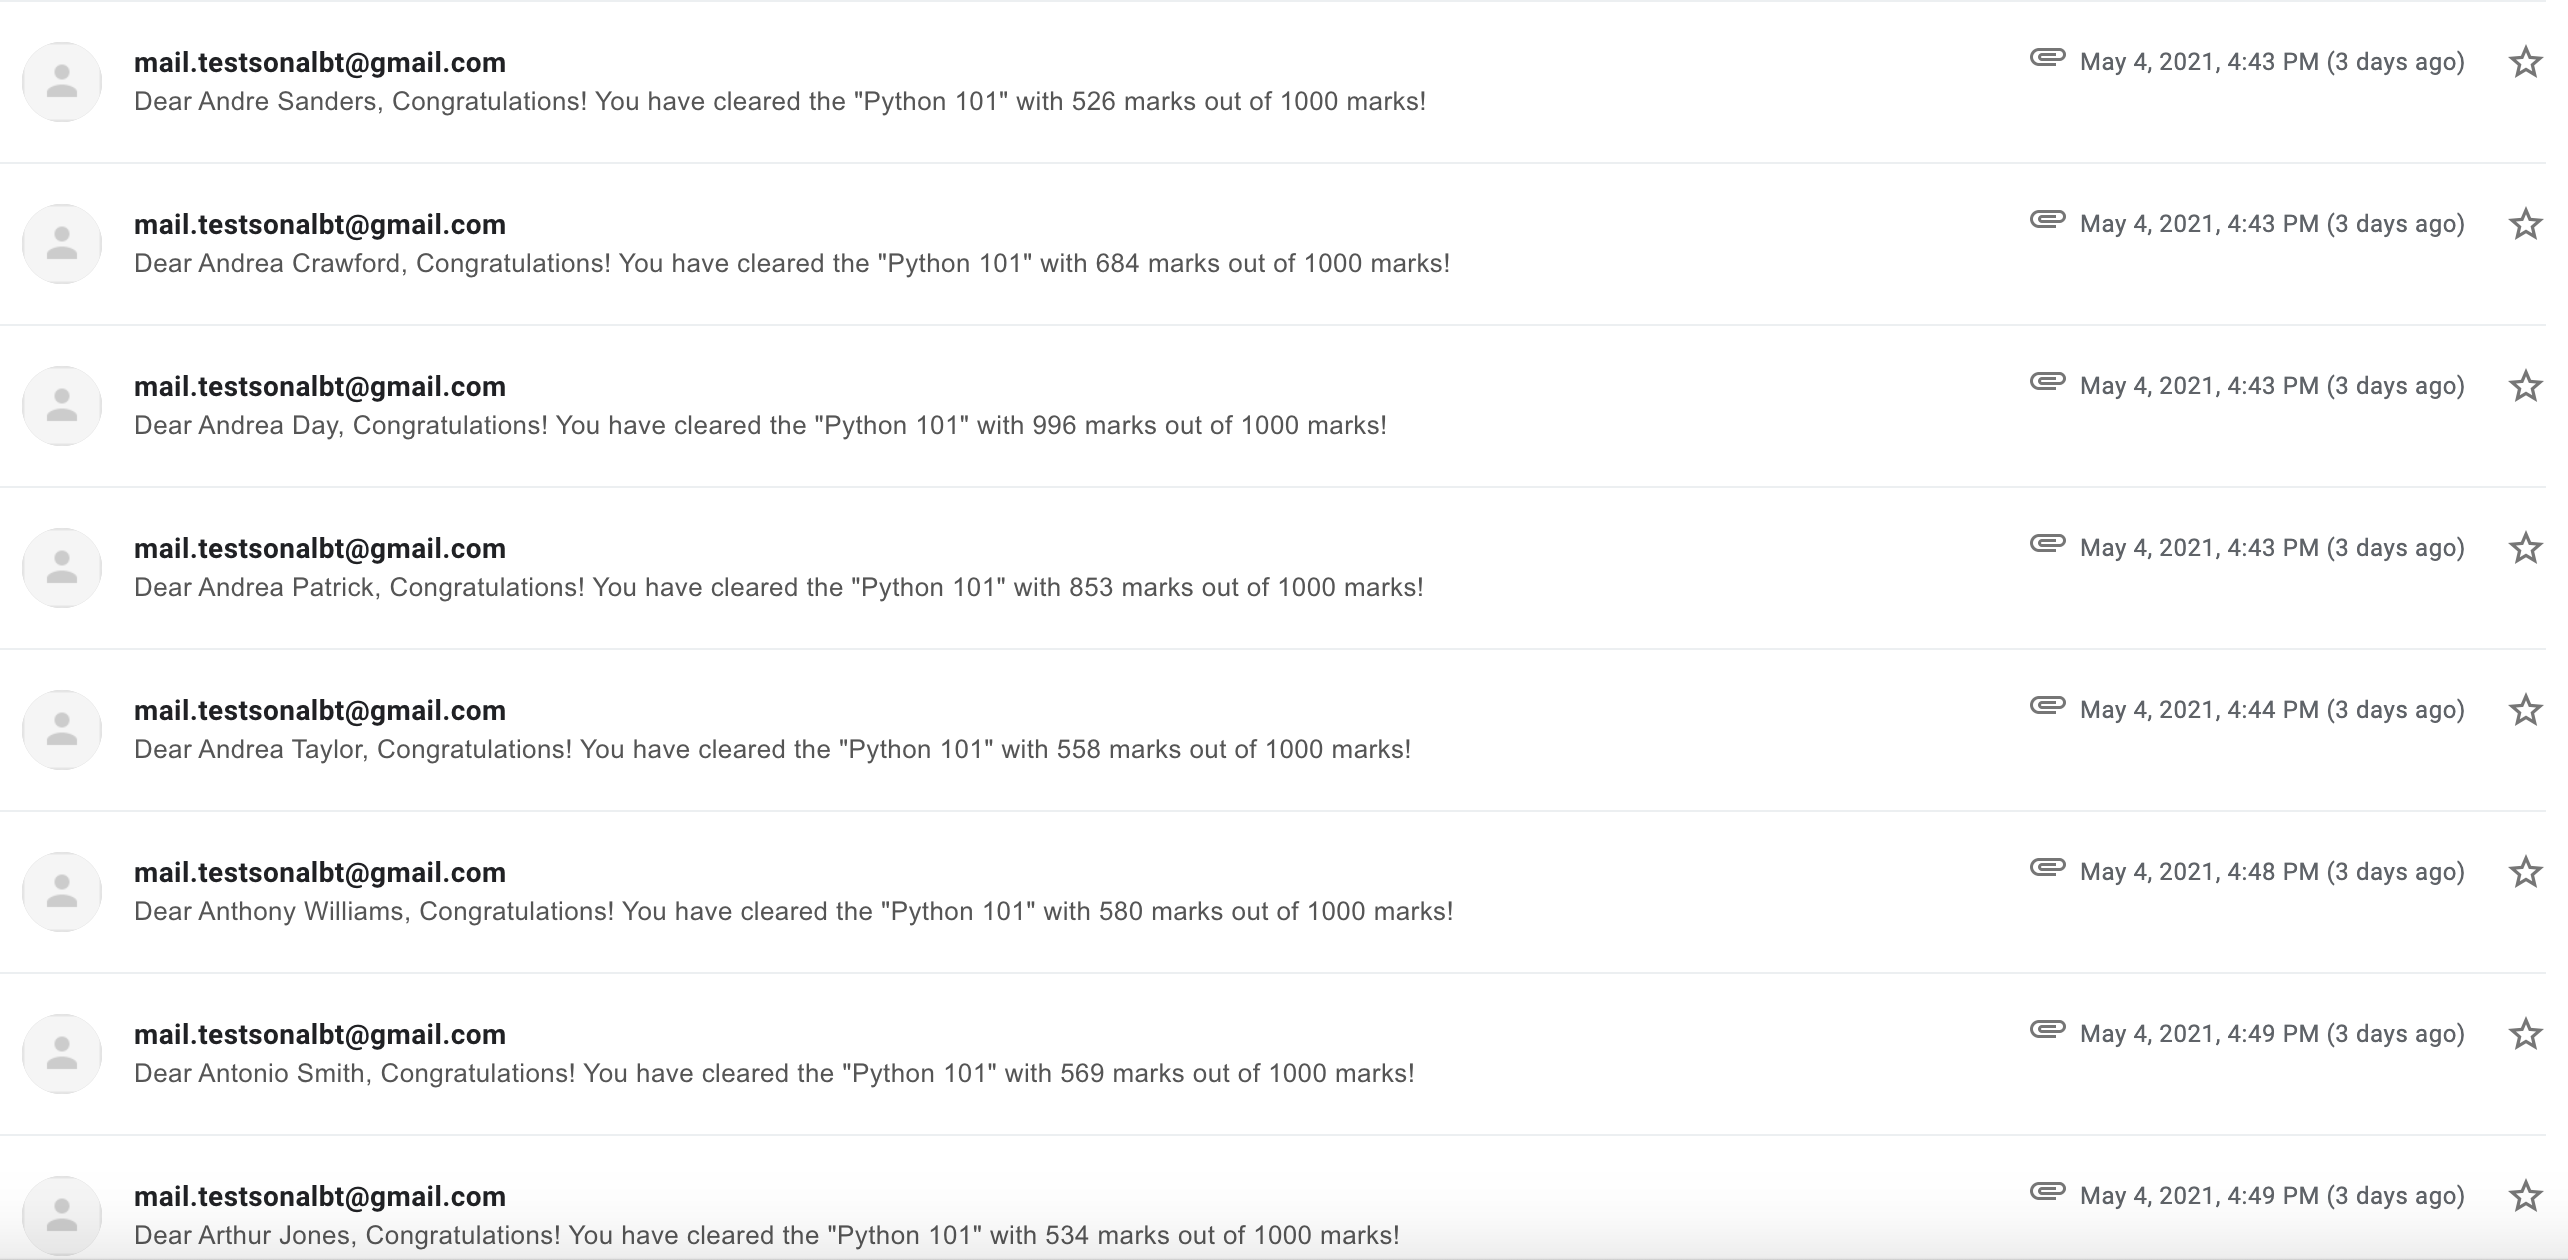 mail.testsonalbt@gmail.com May 4, 2021, 4:43 PM (3 days ago)
Dear Andre Sanders, Congratulations! You have cleared the "Python 101" with 526 marks out of 1000 marks!
mail.testsonalbt@gmail.com May 4, 2021, 4:43 PM (3 days ago)
Dear Andrea Crawford, Congratulations! You have cleared the "Python 101" with 684 marks out of 1000 marks!
mail.testsonalbt@gmail.com May 4, 2021, 4:43 PM (3 days ago)
Dear Andrea Day, Congratulations! You have cleared the "Python 101" with 996 marks out of 1000 marks!
mail.testsonalbt@gmail.com May 4, 2021, 4:43 PM (3 days ago)
Dear Andrea Patrick, Congratulations! You have cleared the "Python 101" with 853 marks out of 1000 marks!
mail.testsonalbt@gmail.com May 4, 2021, 4:44 PM (3 days ago)
Dear Andrea Taylor, Congratulations! You have cleared the "Python 101" with 558 marks out of 1000 marks!
mail.testsonalbt@gmail.com May 4, 2021, 4:48 PM (3 days ago)
Dear Anthony Williams, Congratulations! You have cleared the "Python 101" with 580 marks out of 1000 marks!
mail.testsonalbt@gmail.com May 4, 2021, 4:49 PM (3 days ago)
Dear Antonio Smith, Congratulations! You have cleared the "Python 101" with 569 marks out of 1000 marks!
mail.testsonalbt@gmail.com May 4, 2021, 4:49 PM (3 days ago)
Dear Arthur Jones, Congratulations! You have cleared the "Python 101" with 534 marks out of 1000 marks!